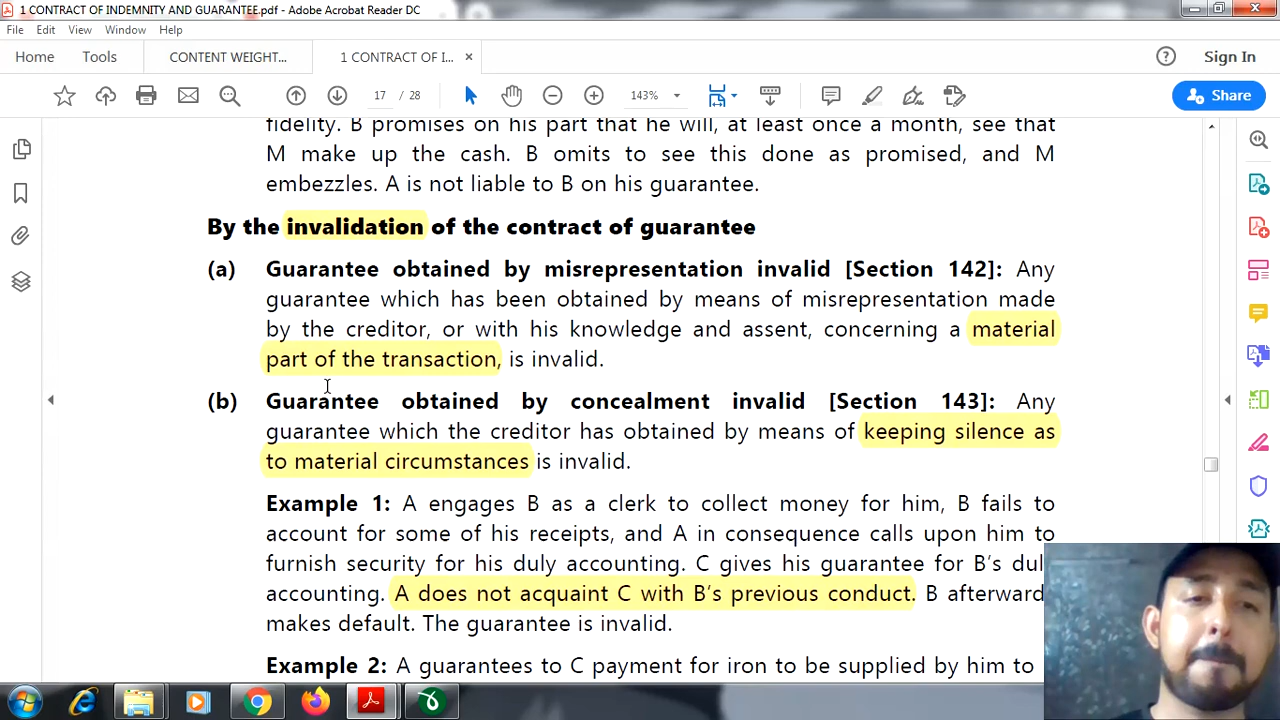 1 CONTRACT OF INDEMNITY AND GUARANTEE.pdf - Adobe Acrobat Reader DC
File Edit View Window Help
Home Tools CONTENT WEIGHT... 1 CONTRACT OF I... × Sign In
17 / 28 143% Share
fidelity. B promises on his part that he will, at least once a month, see that
M make up the cash. B omits to see this done as promised, and M
embezzles. A is not liable to B on his guarantee.
By the invalidation of the contract of guarantee
(a) Guarantee obtained by misrepresentation invalid [Section 142]: Any
guarantee which has been obtained by means of misrepresentation made
by the creditor, or with his knowledge and assent, concerning a material
part of the transaction, is invalid.
(b) Guarantee obtained by concealment invalid [Section 143]: Any
guarantee which the creditor has obtained by means of keeping silence as
to material circumstances is invalid.
Example 1: A engages B as a clerk to collect money for him, B fails to
account for some of his receipts, and A in consequence calls upon him to
furnish security for his duly accounting. C gives his guarantee for B's dul
accounting. A does not acquaint C with B's previous conduct. B afterward
makes default. The guarantee is invalid.
Example 2: A guarantees to C payment for iron to be supplied by him to